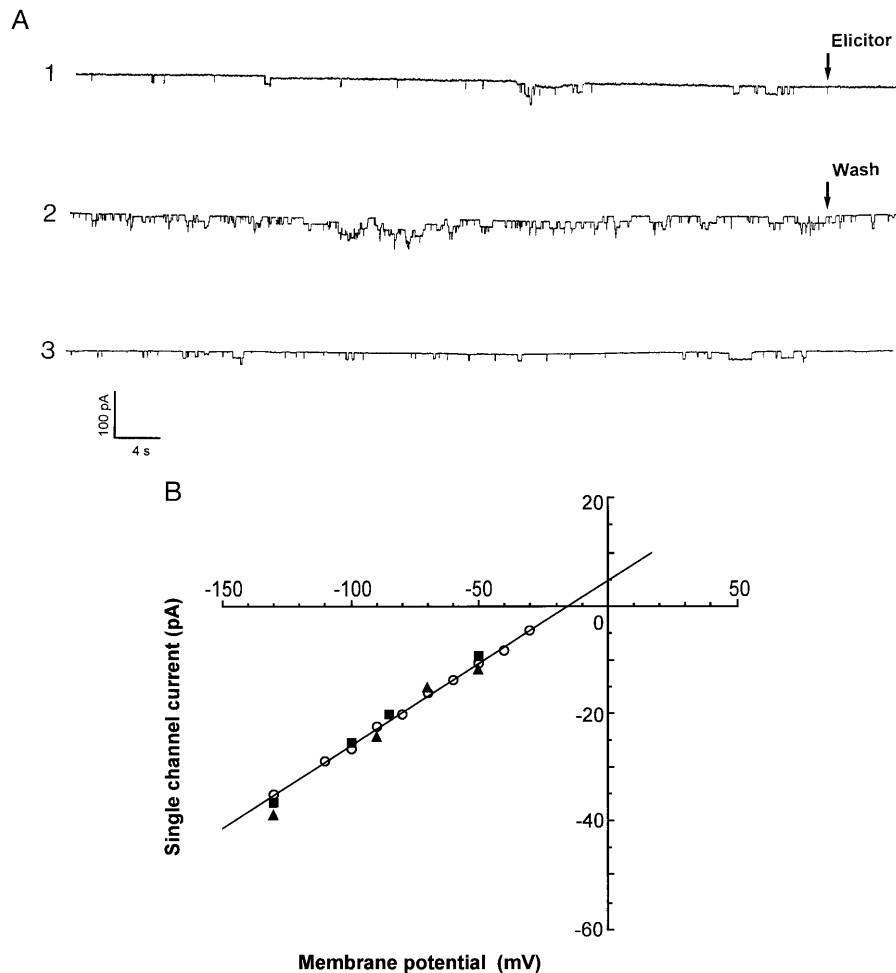 A
1
Elicitor
2
Wash
3
100 pA
4 s
B
20
-150
-100
-50
50
0
-20
-40
-60
Single channel current (pA)
Membrane potential (mV)